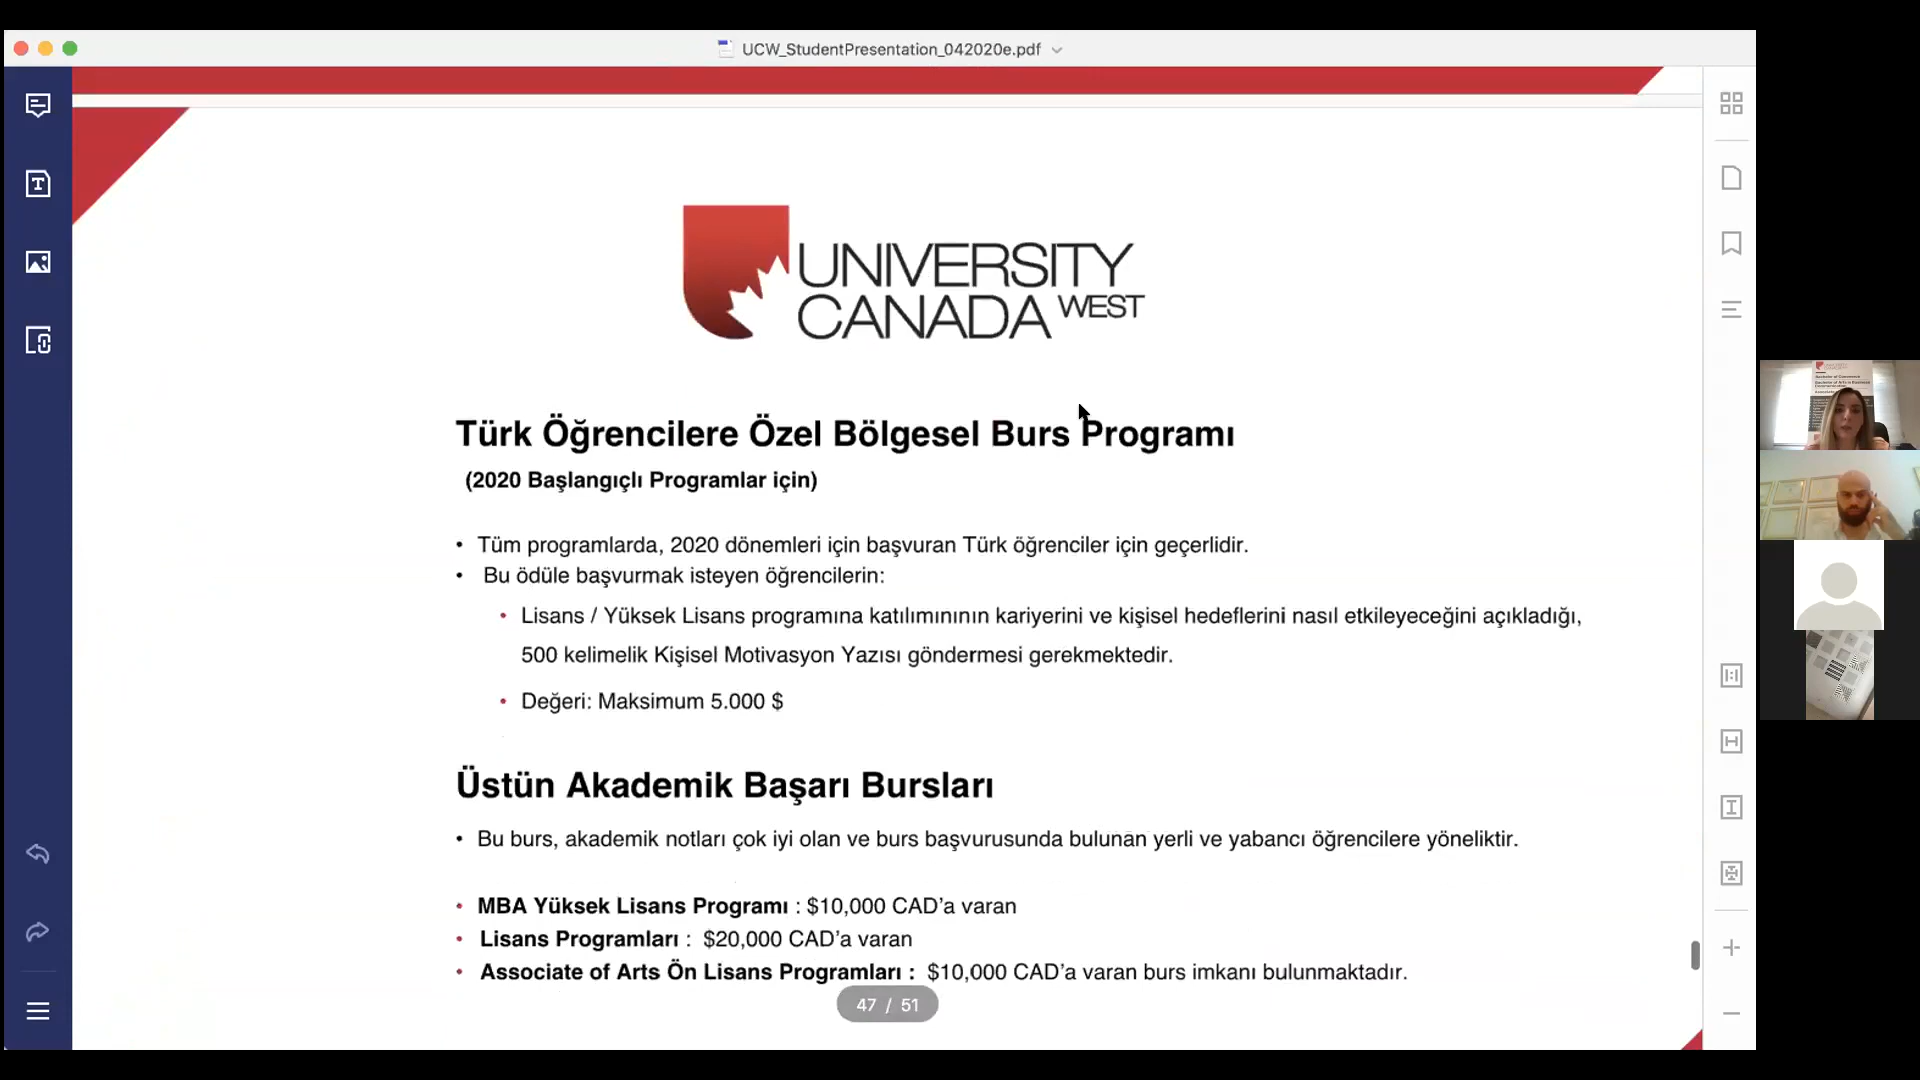 UCW_StudentPresentation_042020e.pdf
UNIVERSITY
CANADA WEST
Türk Öğrencilere Özel Bölgesel Burs Programı
(2020 Başlangıçlı Programlar için)
• Tüm programlarda, 2020 dönemleri için başvuran Türk öğrenciler için geçerlidir.
• Bu ödüle başvurmak isteyen öğrencilerin:
• Lisans / Yüksek Lisans programına katılımınının kariyerini ve kişisel hedeflerini nasıl etkileyeceğini açıkladığı,
500 kelimelik Kişisel Motivasyon Yazısı göndermesi gerekmektedir.
• Değeri: Maksimum 5.000 $
Üstün Akademik Başarı Bursları
• Bu burs, akademik notları çok iyi olan ve burs başvurusunda bulunan yerli ve yabancı öğrencilere yöneliktir.
• MBA Yüksek Lisans Programı : $10,000 CAD’a varan
• Lisans Programları : $20,000 CAD’a varan
• Associate of Arts Ön Lisans Programları : $10,000 CAD’a varan burs imkanı bulunmaktadır.
47 / 51